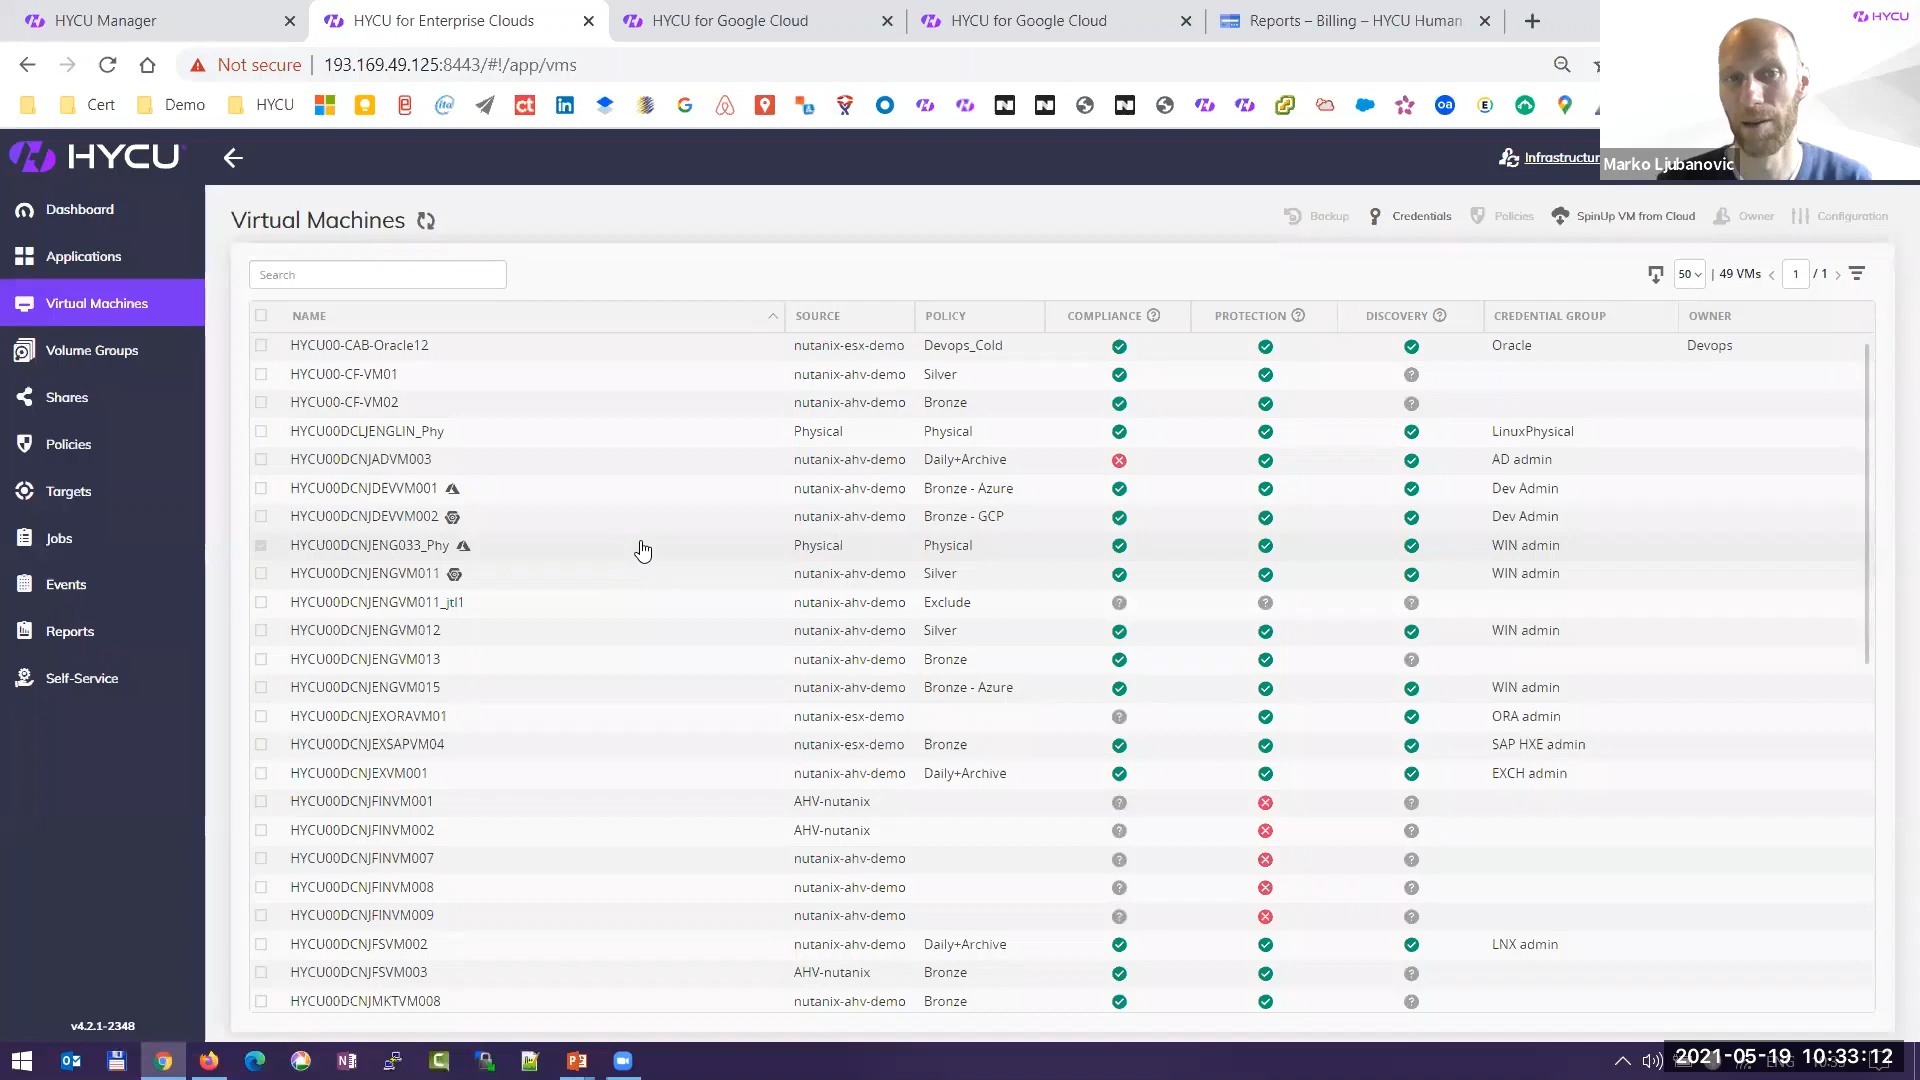 HYCU Manager
HYCU for Enterprise Clouds
HYCU for Google Cloud
HYCU for Google Cloud
Reports – Billing – HYCU Human
HYCU
Not secure | 193.169.49.125:8443/#!/app/vms
Cert Demo HYCU
HYCU
Infrastructur
Marko Ljubanovic
Dashboard
Applications
Virtual Machines
Volume Groups
Shares
Policies
Targets
Jobs
Events
Reports
Self-Service
v4.2.1-2348
Virtual Machines
Backup Credentials Policies SpinUp VM from Cloud Owner Configuration
Search
50 | 49 VMs < 1 / 1 >
NAME SOURCE POLICY COMPLIANCE PROTECTION DISCOVERY CREDENTIAL GROUP OWNER
HYCU00-CAB-Oracle12 nutanix-esx-demo Devops_Cold Oracle Devops
HYCU00-CF-VM01 nutanix-ahv-demo Silver
HYCU00-CF-VM02 nutanix-ahv-demo Bronze
HYCU00DCLJENGLIN_Phy Physical Physical LinuxPhysical
HYCU00DCNJADVM003 nutanix-ahv-demo Daily+Archive AD admin
HYCU00DCNJDEVVM001 nutanix-ahv-demo Bronze - Azure Dev Admin
HYCU00DCNJDEVVM002 nutanix-ahv-demo Bronze - GCP Dev Admin
HYCU00DCNJENG033_Phy Physical Physical WIN admin
HYCU00DCNJENGVM011 nutanix-ahv-demo Silver WIN admin
HYCU00DCNJENGVM011_jtl1 nutanix-ahv-demo Exclude
HYCU00DCNJENGVM012 nutanix-ahv-demo Silver WIN admin
HYCU00DCNJENGVM013 nutanix-ahv-demo Bronze
HYCU00DCNJENGVM015 nutanix-ahv-demo Bronze - Azure WIN admin
HYCU00DCNJEXORAVM01 nutanix-esx-demo ORA admin
HYCU00DCNJEXSAPVM04 nutanix-esx-demo Bronze SAP HXE admin
HYCU00DCNJEXVM001 nutanix-ahv-demo Daily+Archive EXCH admin
HYCU00DCNJFINVM001 AHV-nutanix
HYCU00DCNJFINVM002 AHV-nutanix
HYCU00DCNJFINVM007 nutanix-ahv-demo
HYCU00DCNJFINVM008 nutanix-ahv-demo
HYCU00DCNJFINVM009 nutanix-ahv-demo
HYCU00DCNJFSVM002 nutanix-ahv-demo Daily+Archive LNX admin
HYCU00DCNJFSVM003 AHV-nutanix Bronze
HYCU00DCNJMKTVM008 nutanix-ahv-demo Bronze
2021-05-19 10:33:12